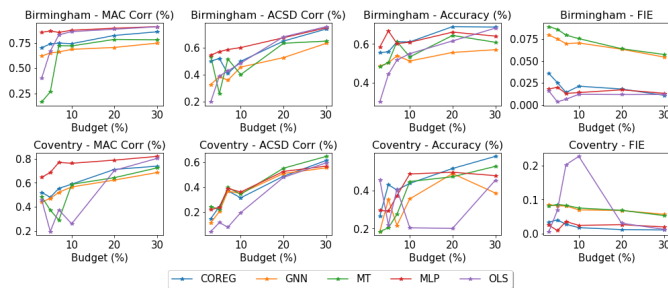 Birmingham - MAC Corr (%)
Birmingham - ACSD Corr (%)
Birmingham - Accuracy (%)
Birmingham - FIE
0.75
0.50
0.25
10
20
30
Budget (%)
0.6
0.4
0.2
10
20
30
Budget (%)
0.6
0.4
10
20
30
Budget (%)
0.075
0.050
0.025
0.000
10
20
30
Budget (%)
Coventry - MAC Corr (%)
Coventry - ACSD Corr (%)
Coventry - Accuracy (%)
Coventry - FIE
0.8
0.6
0.4
0.2
10
20
30
Budget (%)
0.6
0.4
0.2
10
20
30
Budget (%)
0.4
0.2
10
20
30
Budget (%)
0.2
0.1
0.0
10
20
30
Budget (%)
COREG
GNN
MT
MLP
OLS